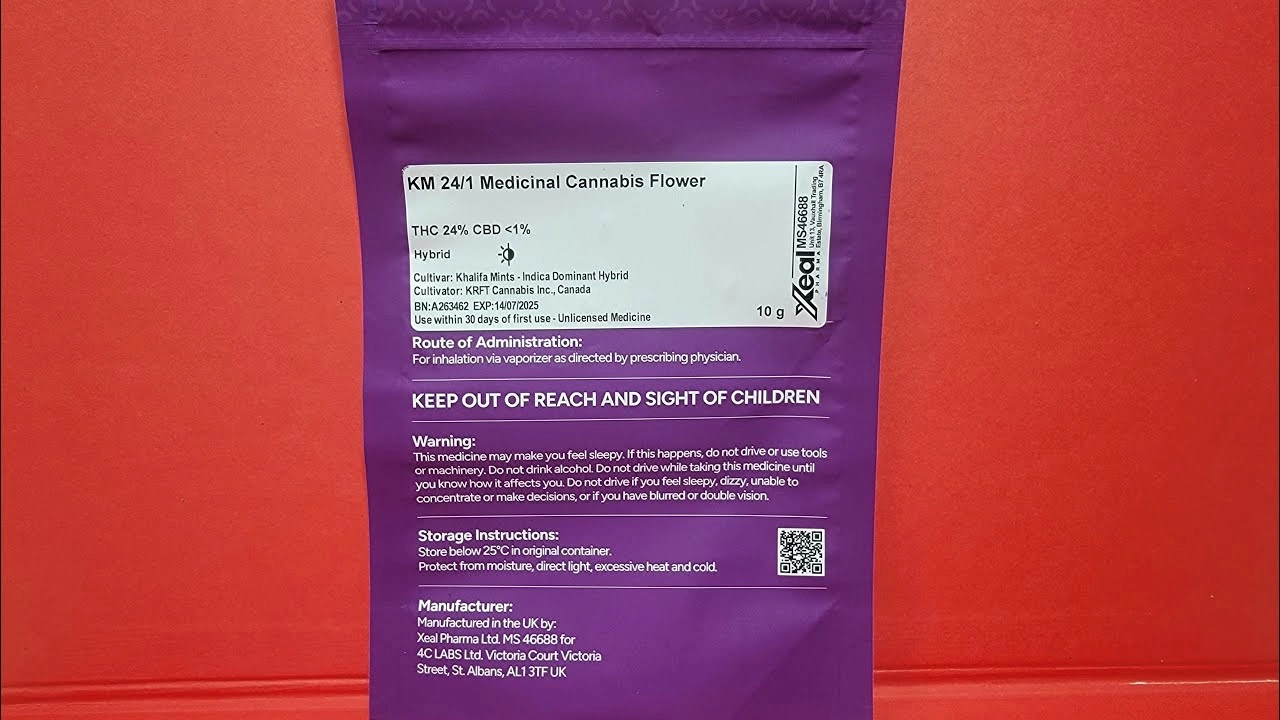 KM 24/1 Medicinal Cannabis Flower
THC 24% CBD <1%
Hybrid
Cultivar: Khalifa Mints - Indica Dominant Hybrid
Cultivator: KRFT Cannabis Inc., Canada
BN:A263462 EXP:14/07/2025
Use within 30 days of first use - Unlicensed Medicine
10 g
Xeal
PHARMA
MS46688
Unit 13, Vauxhall Trading
Estate, Birmingham, B7 4RA
Route of Administration:
For inhalation via vaporizer as directed by prescribing physician.
KEEP OUT OF REACH AND SIGHT OF CHILDREN
Warning:
This medicine may make you feel sleepy. If this happens, do not drive or use tools
or machinery. Do not drink alcohol. Do not drive while taking this medicine until
you know how it affects you. Do not drive if you feel sleepy, dizzy, unable to
concentrate or make decisions, or if you have blurred or double vision.
Storage Instructions:
Store below 25°C in original container.
Protect from moisture, direct light, excessive heat and cold.
Manufacturer:
Manufactured in the UK by:
Xeal Pharma Ltd. MS 46688 for
4C LABS Ltd. Victoria Court Victoria
Street, St. Albans, AL1 3TF UK